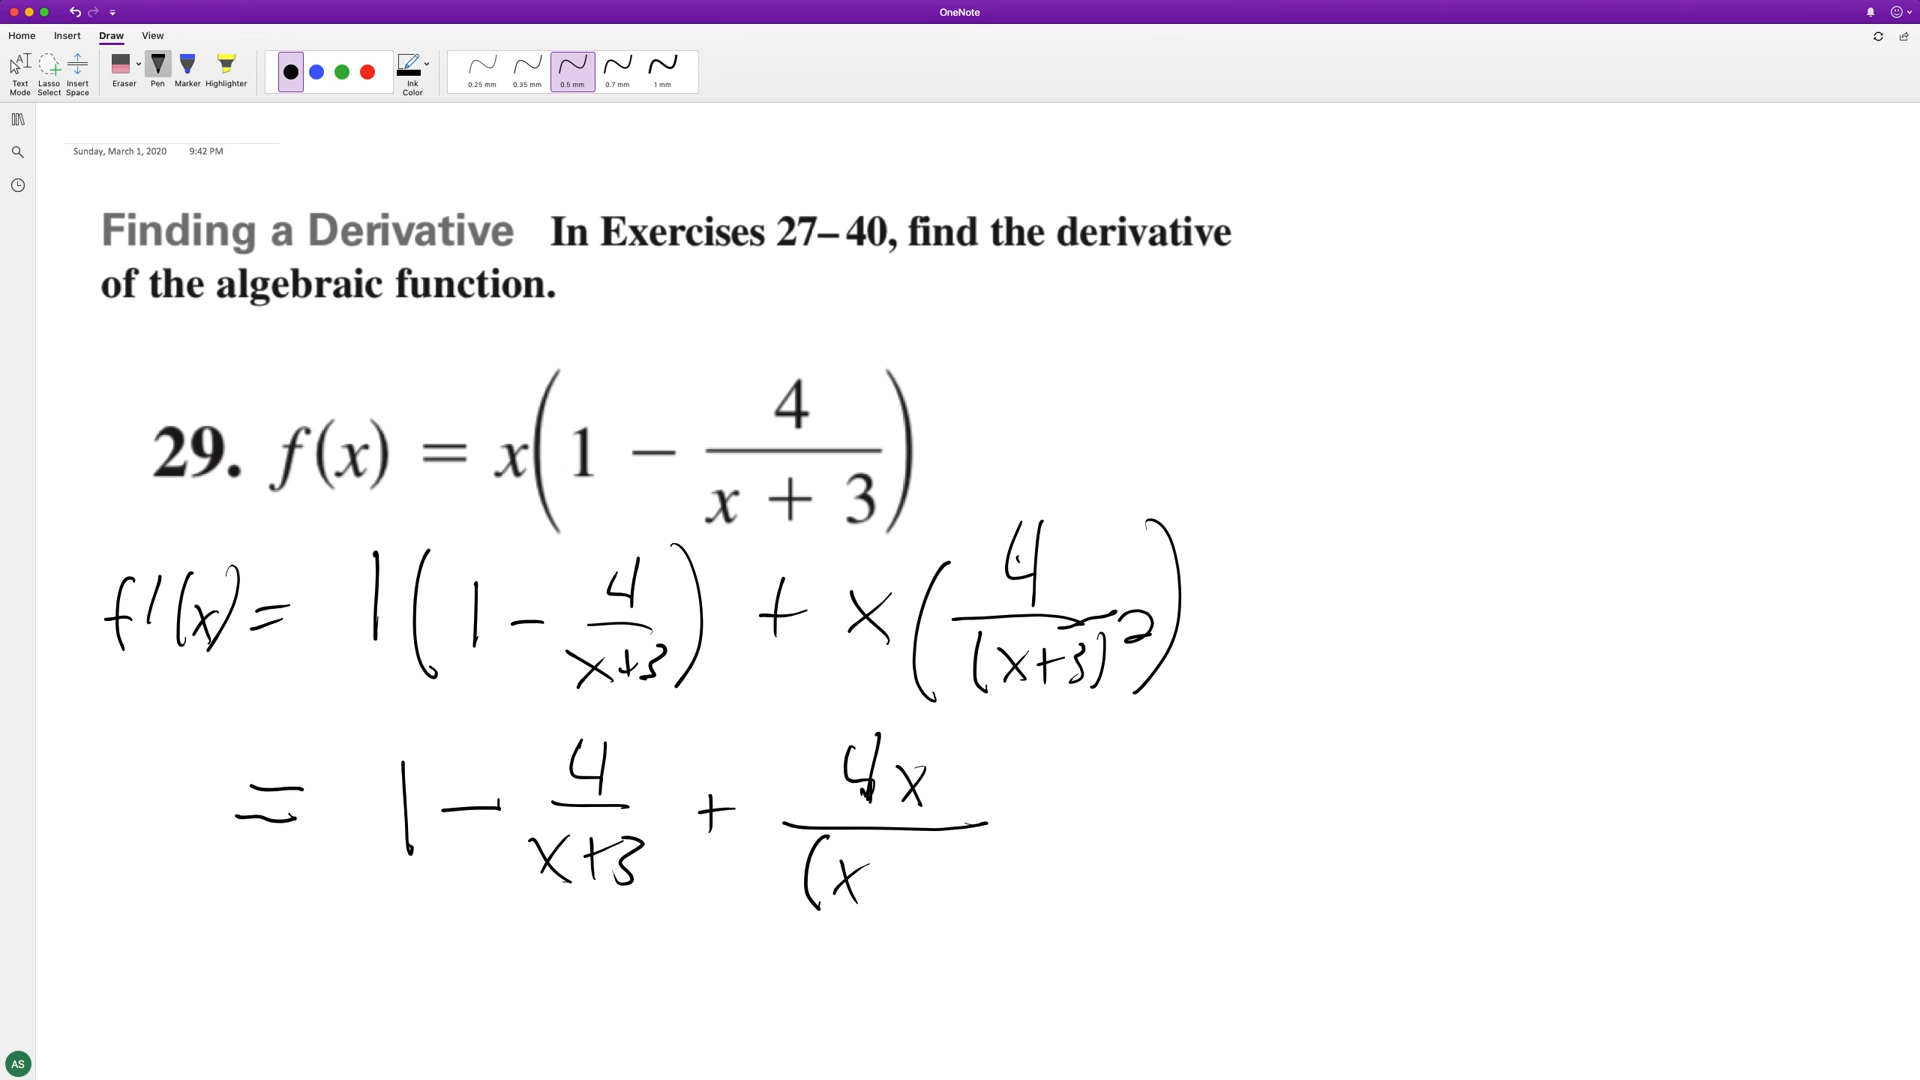 OneNote
Home Insert Draw View
Text Mode Lasso Select Insert Space Eraser Pen Marker Highlighter Ink Color 0.25 mm 0.35 mm 0.5 mm 0.7 mm 1 mm
Sunday, March 1, 2020 9:42 PM
Finding a Derivative In Exercises 27–40, find the derivative
of the algebraic function.
29. f(x) = x(1 − 4/(x + 3))
f'(x) = 1(1 − 4/(x+3)) + x(4/(x+3)²)
= 1 − 4/(x+3) + 4x/(x
AS